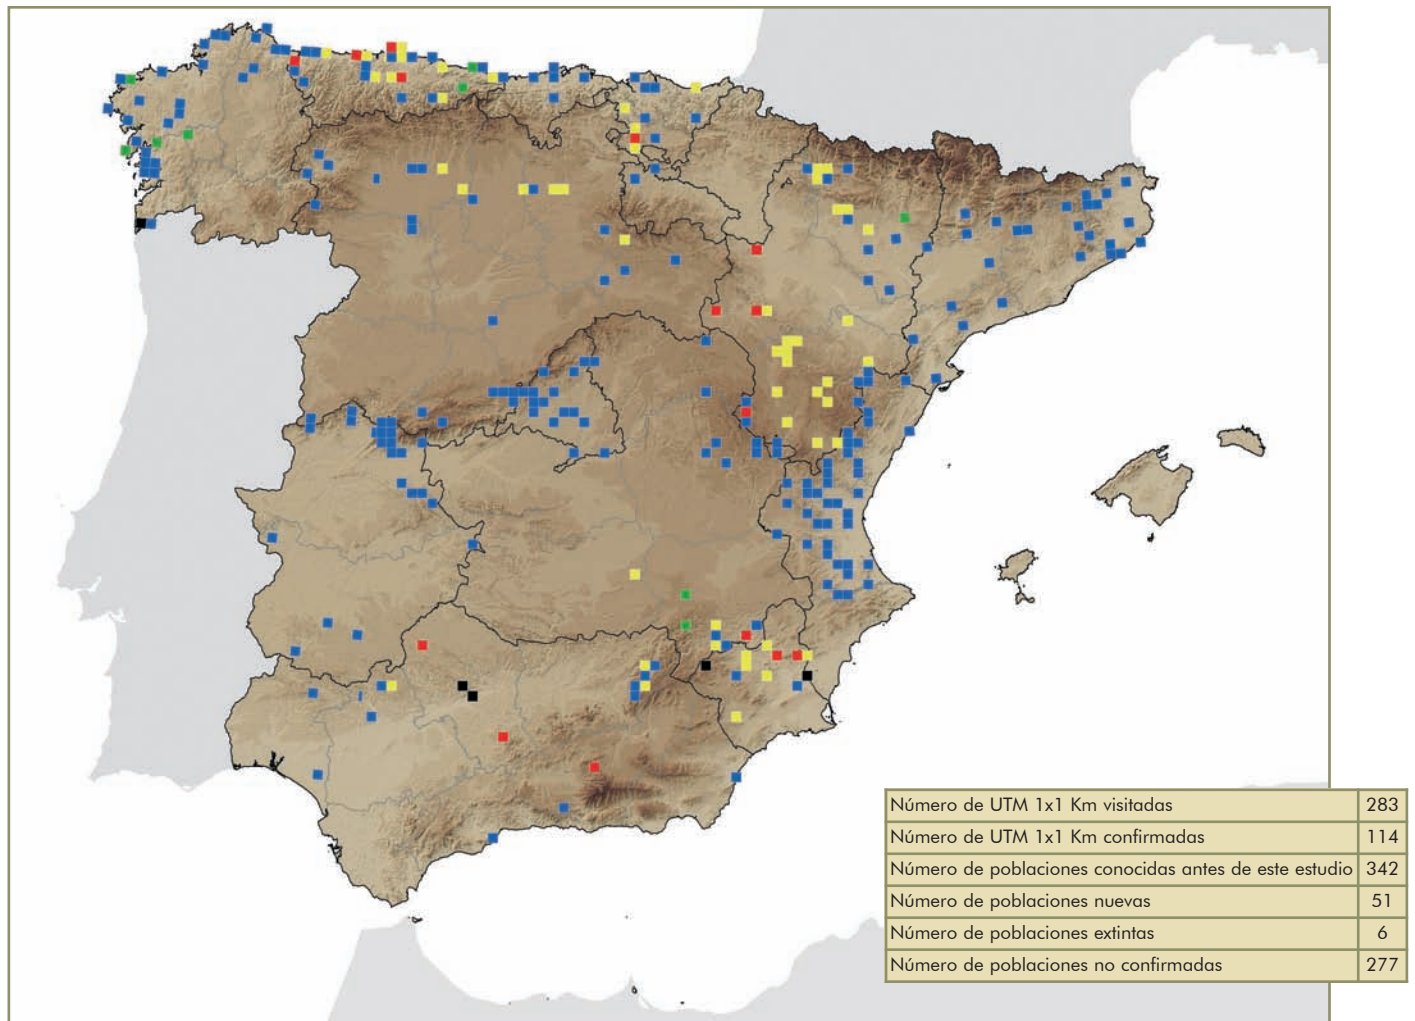 Número de UTM 1x1 Km visitadas 283
Número de UTM 1x1 Km confirmadas 114
Número de poblaciones conocidas antes de este estudio 342
Número de poblaciones nuevas 51
Número de poblaciones extintas 6
Número de poblaciones no confirmadas 277